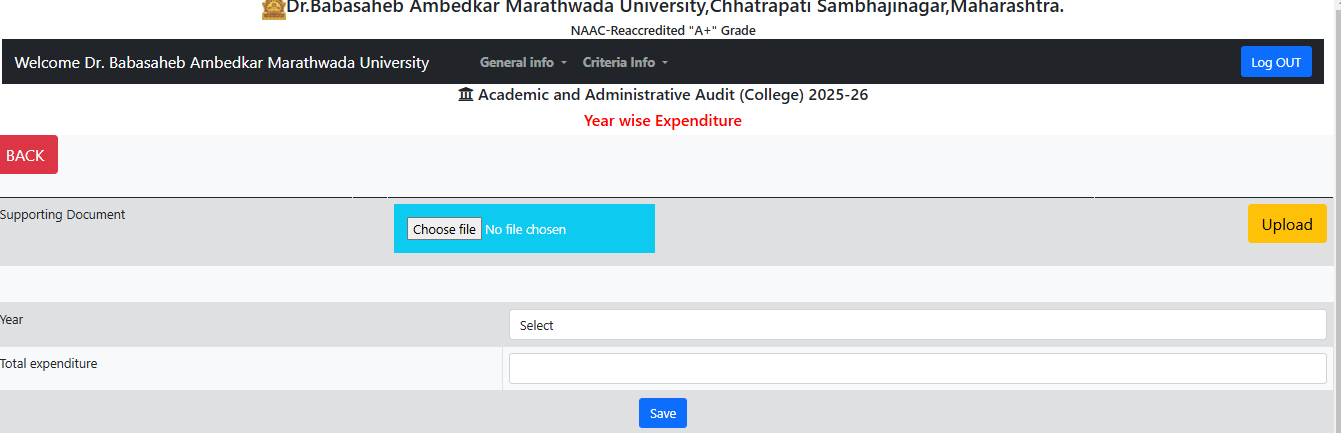 Dr.Babasaheb Ambedkar Marathwada University,Chhatrapati Sambhajinagar,Maharashtra.
NAAC-Reaccredited "A+" Grade
Welcome Dr. Babasaheb Ambedkar Marathwada University General info Criteria Info Log OUT
Academic and Administrative Audit (College) 2025-26
Year wise Expenditure
BACK
Supporting Document Choose file No file chosen Upload
Year Select
Total expenditure
Save